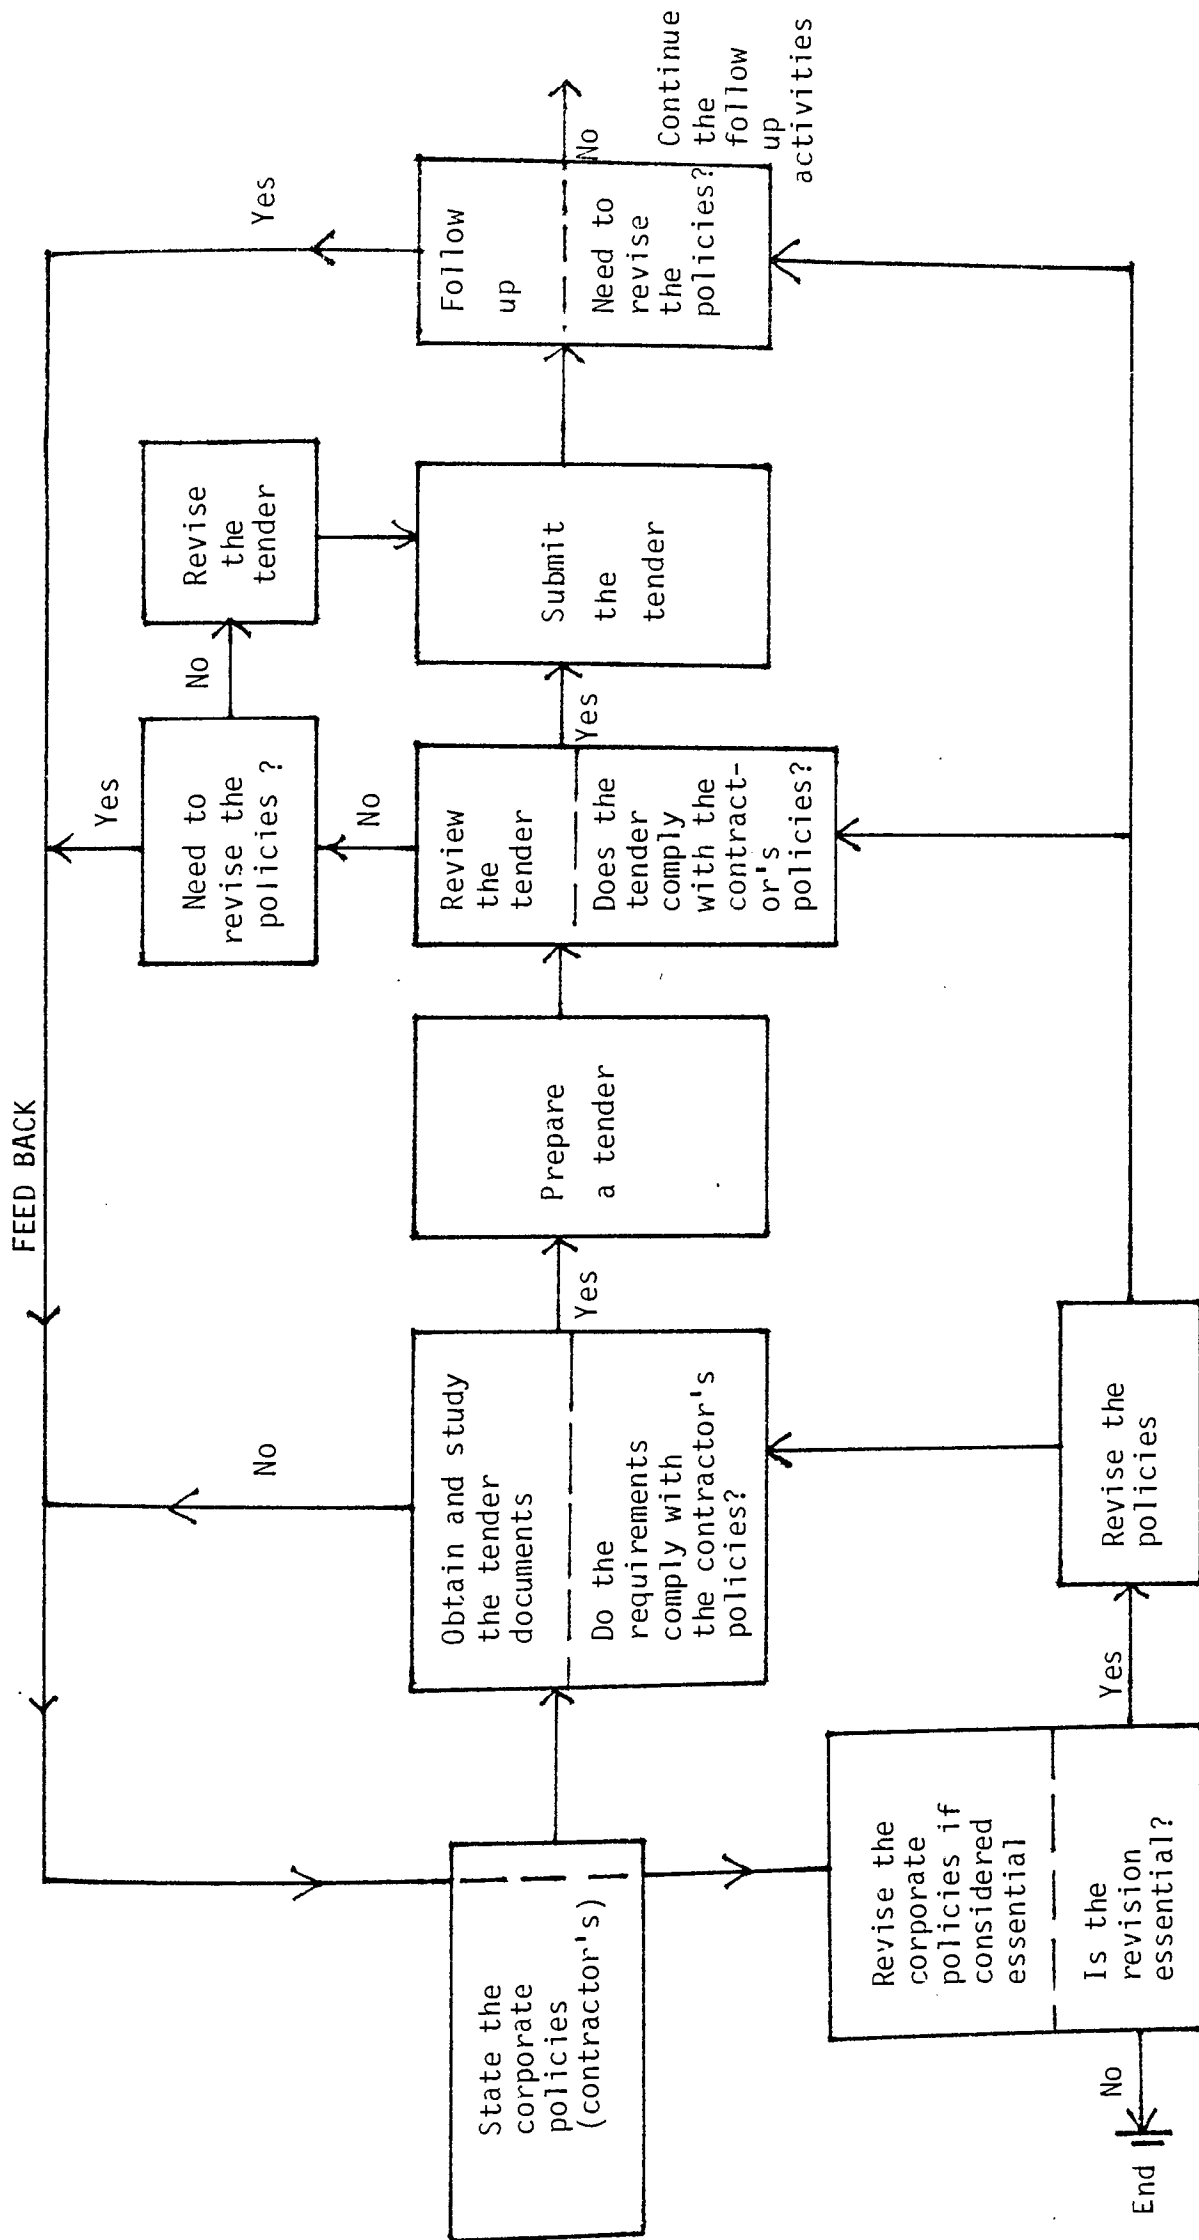 FEED BACK
State the
corporate
policies
(contractor's)
Obtain and study
the tender
documents
Do the
requirements
comply with
the contractor's
policies?
No
Yes
Prepare
a tender
Review
the
tender
Does the
tender
comply
with the
contract-
or's
policies?
No
Yes
Need to
revise the
policies ?
Yes
No
Revise
the
tender
Submit
the
tender
Follow
up
Need to
revise
the
policies?
Yes
No
Continue
the
follow
up
activities
Revise the
corporate
policies if
considered
essential
Is the
revision
essential?
No
End
Yes
Revise the
policies